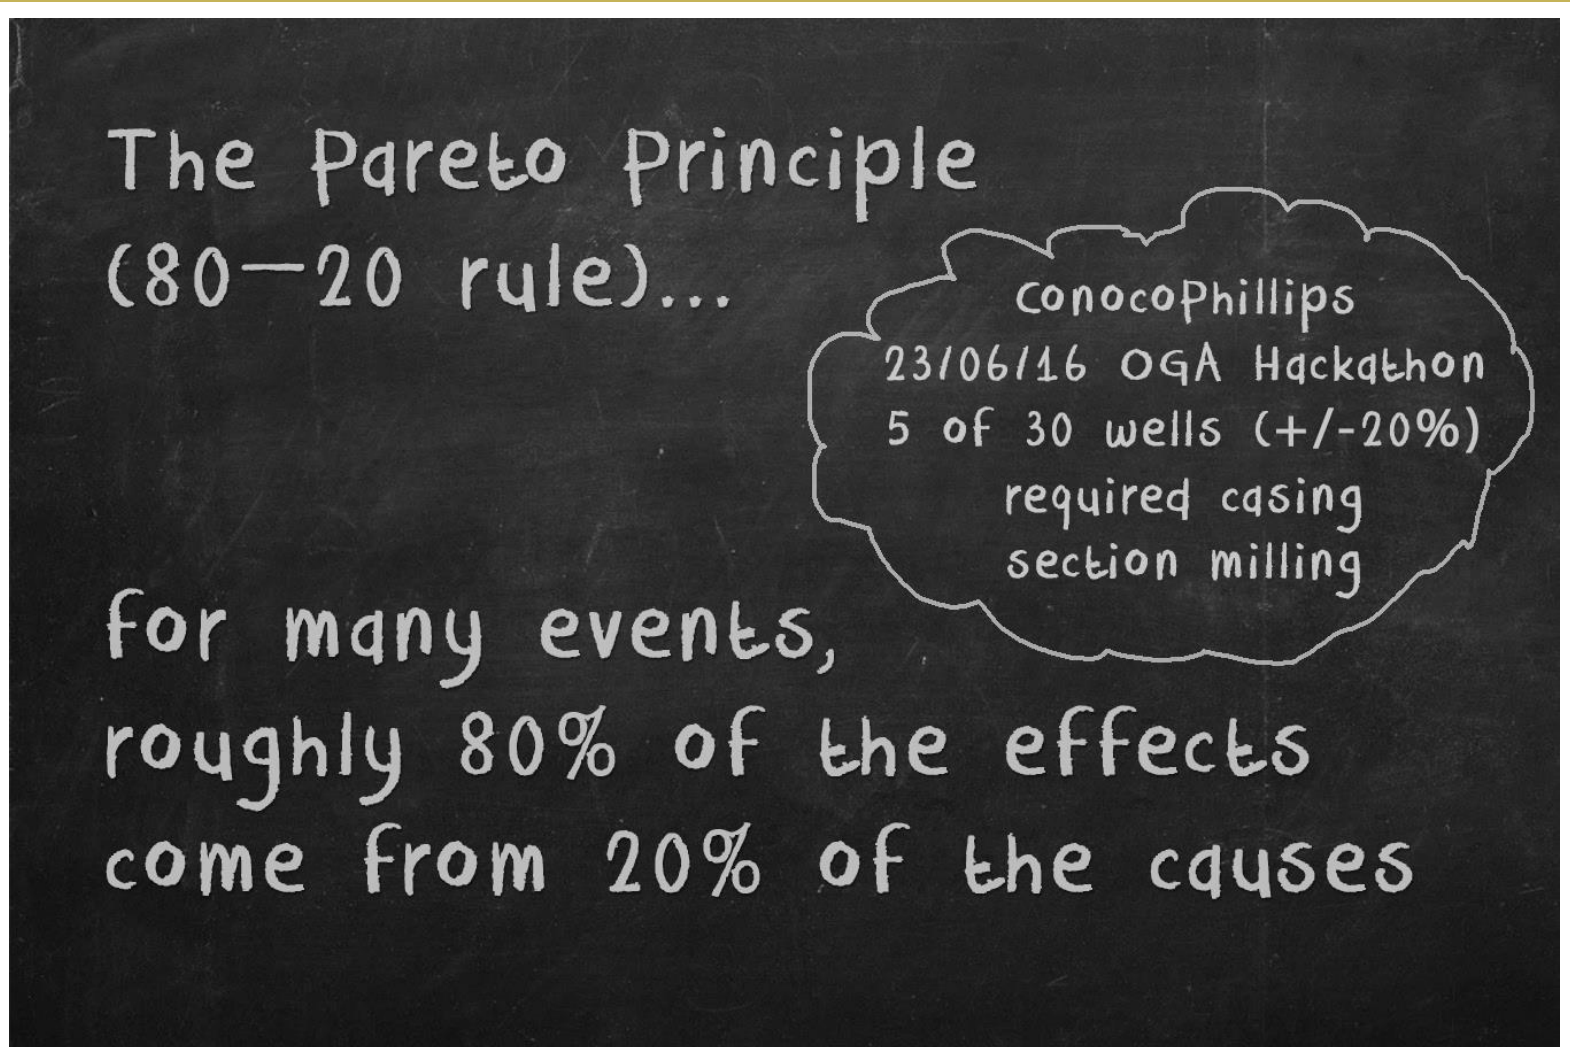 The Pareto Principle
(80—20 rule)...
ConocoPhillips
23/06/16 OGA Hackathon
5 of 30 wells (+/-20%)
required casing
section milling
for many events,
roughly 80% of the effects
come from 20% of the causes